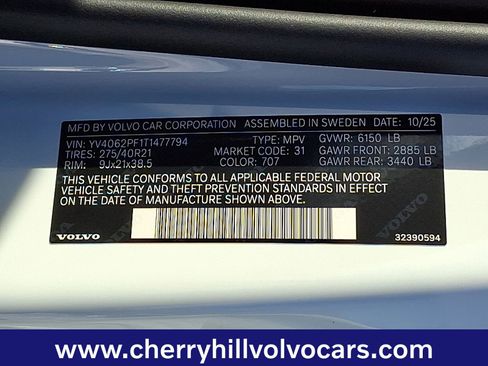 MFD BY VOLVO CAR CORPORATION ASSEMBLED IN SWEDEN DATE: 10/25
VIN: YV4062PF1T1477794 TYPE: MPV GVWR: 6150 LB
TIRES: 275/40R21 MARKET CODE: 31 GAWR FRONT: 2885 LB
RIM: 9Jx21x38.5 COLOR: 707 GAWR REAR: 3440 LB
THIS VEHICLE CONFORMS TO ALL APPLICABLE FEDERAL MOTOR
VEHICLE SAFETY AND THEFT PREVENTION STANDARDS IN EFFECT
ON THE DATE OF MANUFACTURE SHOWN ABOVE.
VOLVO 32390594
www.cherryhillvolvocars.com